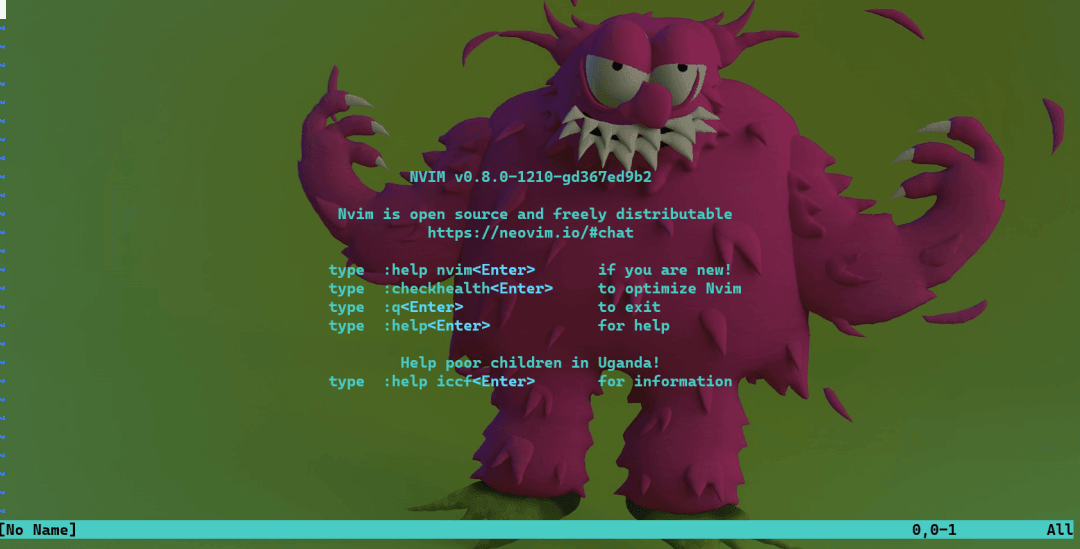 ~
~
~
~
~
~
~
~
NVIM v0.8.0-1210-gd367ed9b2
~
~
Nvim is open source and freely distributable
https://neovim.io/#chat
~
type :help nvim<Enter> if you are new!
type :checkhealth<Enter> to optimize Nvim
type :q<Enter> to exit
type :help<Enter> for help
~
Help poor children in Uganda!
type :help iccf<Enter> for information
~
~
~
~
~
~
~
[No Name] 0,0-1 All